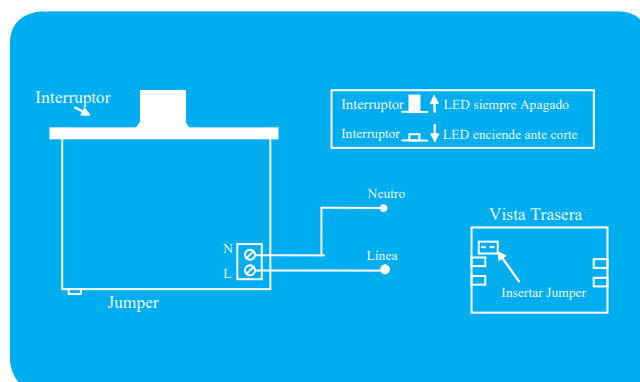 Interruptor
Interruptor LED siempre Apagado
Interruptor LED enciende ante corte
Neutro
Vista Trasera
N
Línea
L
Insertar Jumper
Jumper